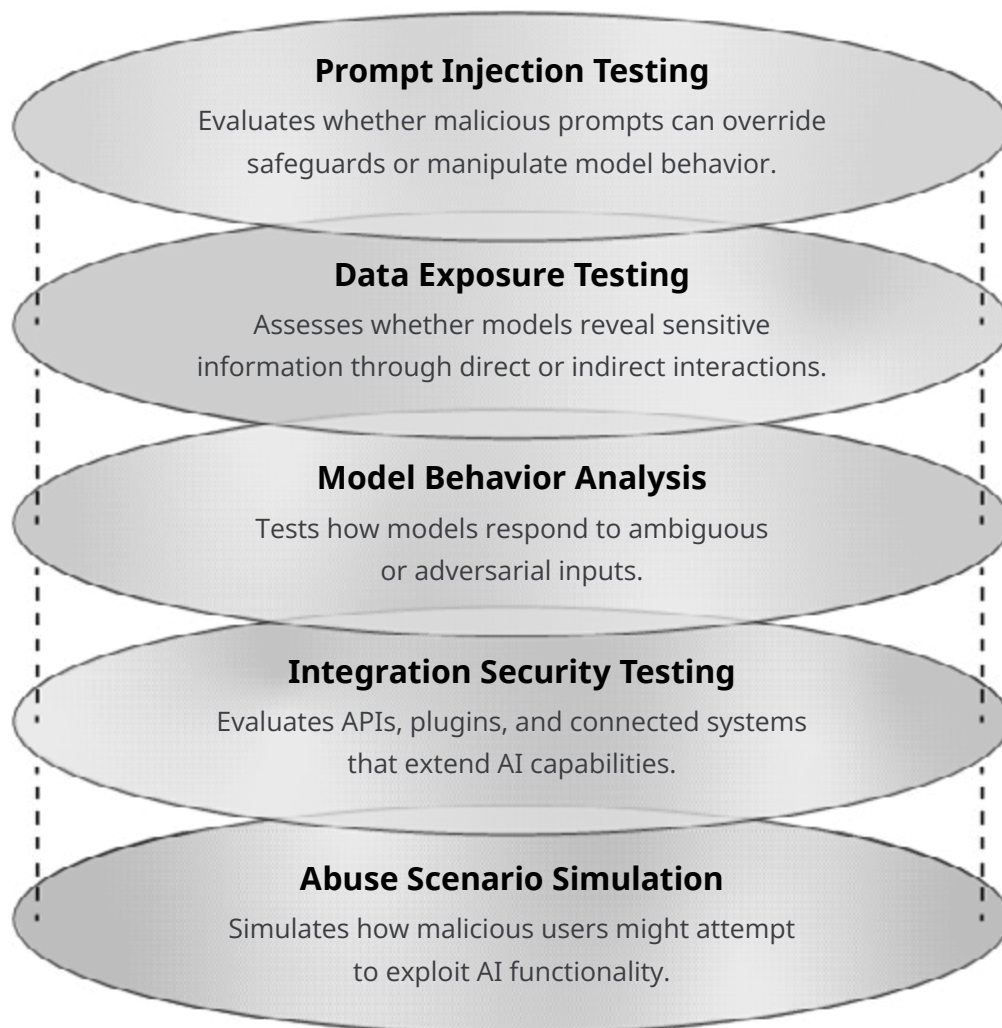 Prompt Injection Testing
Evaluates whether malicious prompts can override
safeguards or manipulate model behavior.
Data Exposure Testing
Assesses whether models reveal sensitive
information through direct or indirect interactions.
Model Behavior Analysis
Tests how models respond to ambiguous
or adversarial inputs.
Integration Security Testing
Evaluates APIs, plugins, and connected systems
that extend AI capabilities.
Abuse Scenario Simulation
Simulates how malicious users might attempt
to exploit AI functionality.